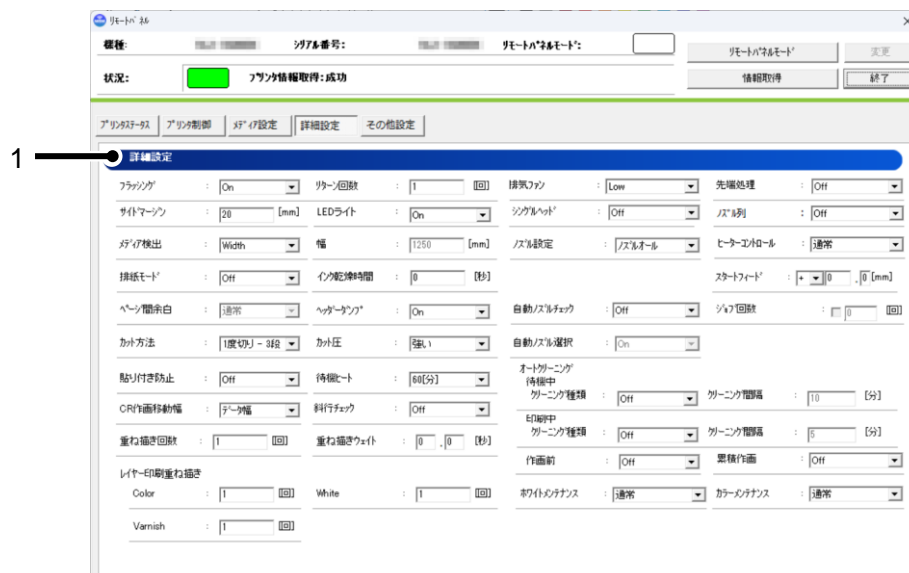 リモートパネル
機種:
シリアル番号:
リモートパネルモード:
リモートパネルモード
変更
状況:
プリンタ情報取得:成功
情報取得
終了
プリンタステータス
プリンタ制御
メディア設定
詳細設定
その他設定
1
詳細設定
フラッシング : On
リターン回数 : 1 [回]
排気ファン : Low
先端処理 : Off
サイドマージン : 20 [mm]
LEDライト : On
シングルヘッド : Off
ノズル列 : Off
メディア検出 : Width
幅 : 1250 [mm]
ノズル設定 : ノズルオール
ヒーターコントロール : 通常
排紙モード : Off
インク乾燥時間 : 0 [秒]
スタートフィード : + 0 . 0 [mm]
ページ間余白 : 通常
ヘッダーダンプ : On
自動ノズルチェック : Off
ジョブ回数 : 0 [回]
カット方法 : 1度切り - 3段
カット圧 : 強い
自動ノズル選択 : On
貼り付き防止 : Off
待機ヒート : 60[分]
オートクリーニング
待機中
クリーニング種類 : Off
クリーニング間隔 : 10 [分]
CR作画移動幅 : データ幅
斜行チェック : Off
印刷中
クリーニング種類 : Off
クリーニング間隔 : 5 [分]
重ね描き回数 : 1 [回]
重ね描きウェイト : 0 . 0 [秒]
作画前 : Off
累積作画 : Off
レイヤー印刷重ね描き
Color : 1 [回]
White : 1 [回]
ホワイトメンテナンス : 通常
カラーメンテナンス : 通常
Varnish : 1 [回]